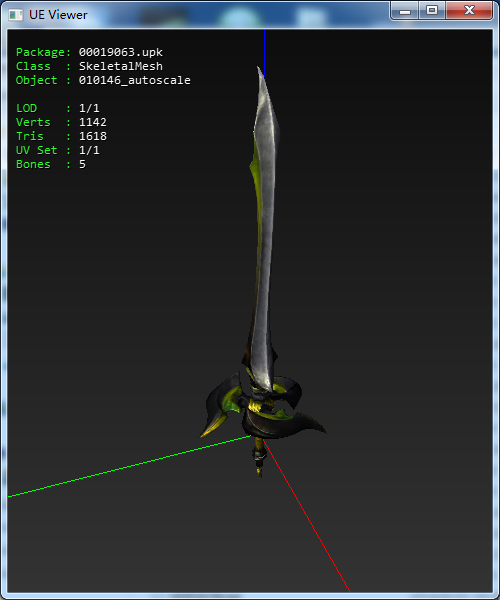 UE Viewer
Package: 00019063.upk
Class : SkeletalMesh
Object : 010146_autoscale
LOD : 1/1
Verts : 1142
Tris : 1618
UV Set : 1/1
Bones : 5